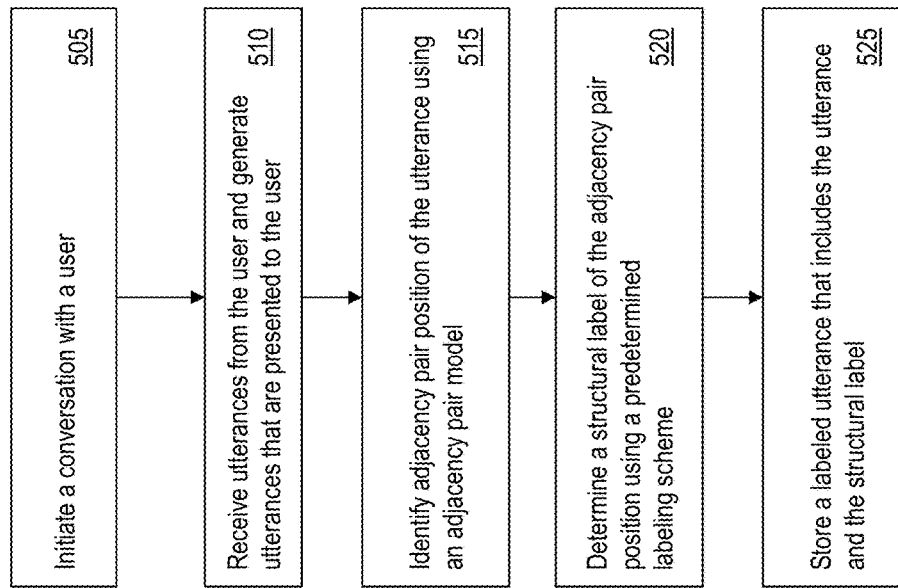 Initiate a conversation with a user
505
Receive utterances from the user and generate
utterances that are presented to the user
510
Identify adjacency pair position of the utterance using
an adjacency pair model
515
Determine a structural label of the adjacency pair
position using a predetermined
labeling scheme
520
Store a labeled utterance that includes the utterance
and the structural label
525